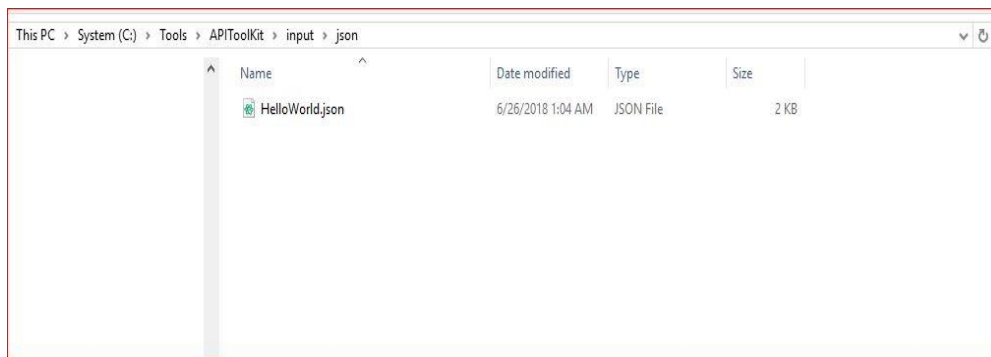 This PC > System (C:) > Tools > APIToolKit > input > json
Name Date modified Type Size
HelloWorld.json 6/26/2018 1:04 AM JSON File 2 KB